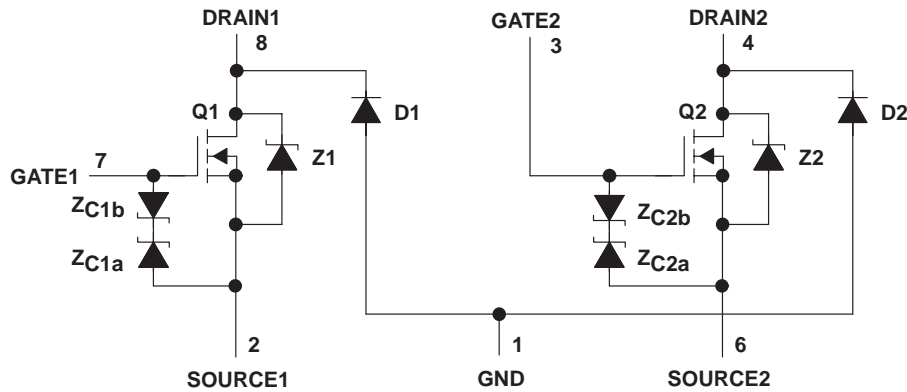 DRAIN1
GATE2
DRAIN2
8
3
4
Q1
D1
Q2
D2
7
Z1
Z2
GATE1
ZC1b
ZC2b
ZC1a
ZC2a
2
1
6
SOURCE1
GND
SOURCE2